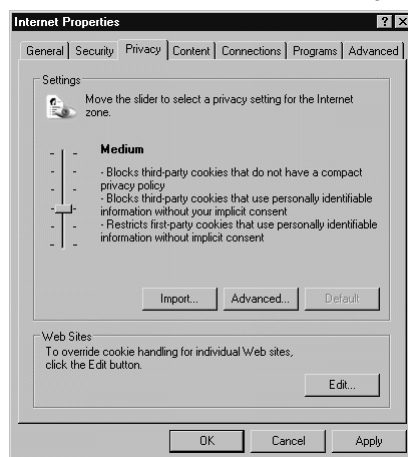 Internet Properties
General Security Privacy Content Connections Programs Advanced
Settings
Move the slider to select a privacy setting for the Internet
zone.
Medium
- Blocks third-party cookies that do not have a compact
privacy policy
- Blocks third-party cookies that use personally identifiable
information without your implicit consent
- Restricts first-party cookies that use personally identifiable
information without implicit consent
Import... Advanced... Default
Web Sites
To override cookie handling for individual Web sites,
click the Edit button.
Edit...
OK Cancel Apply